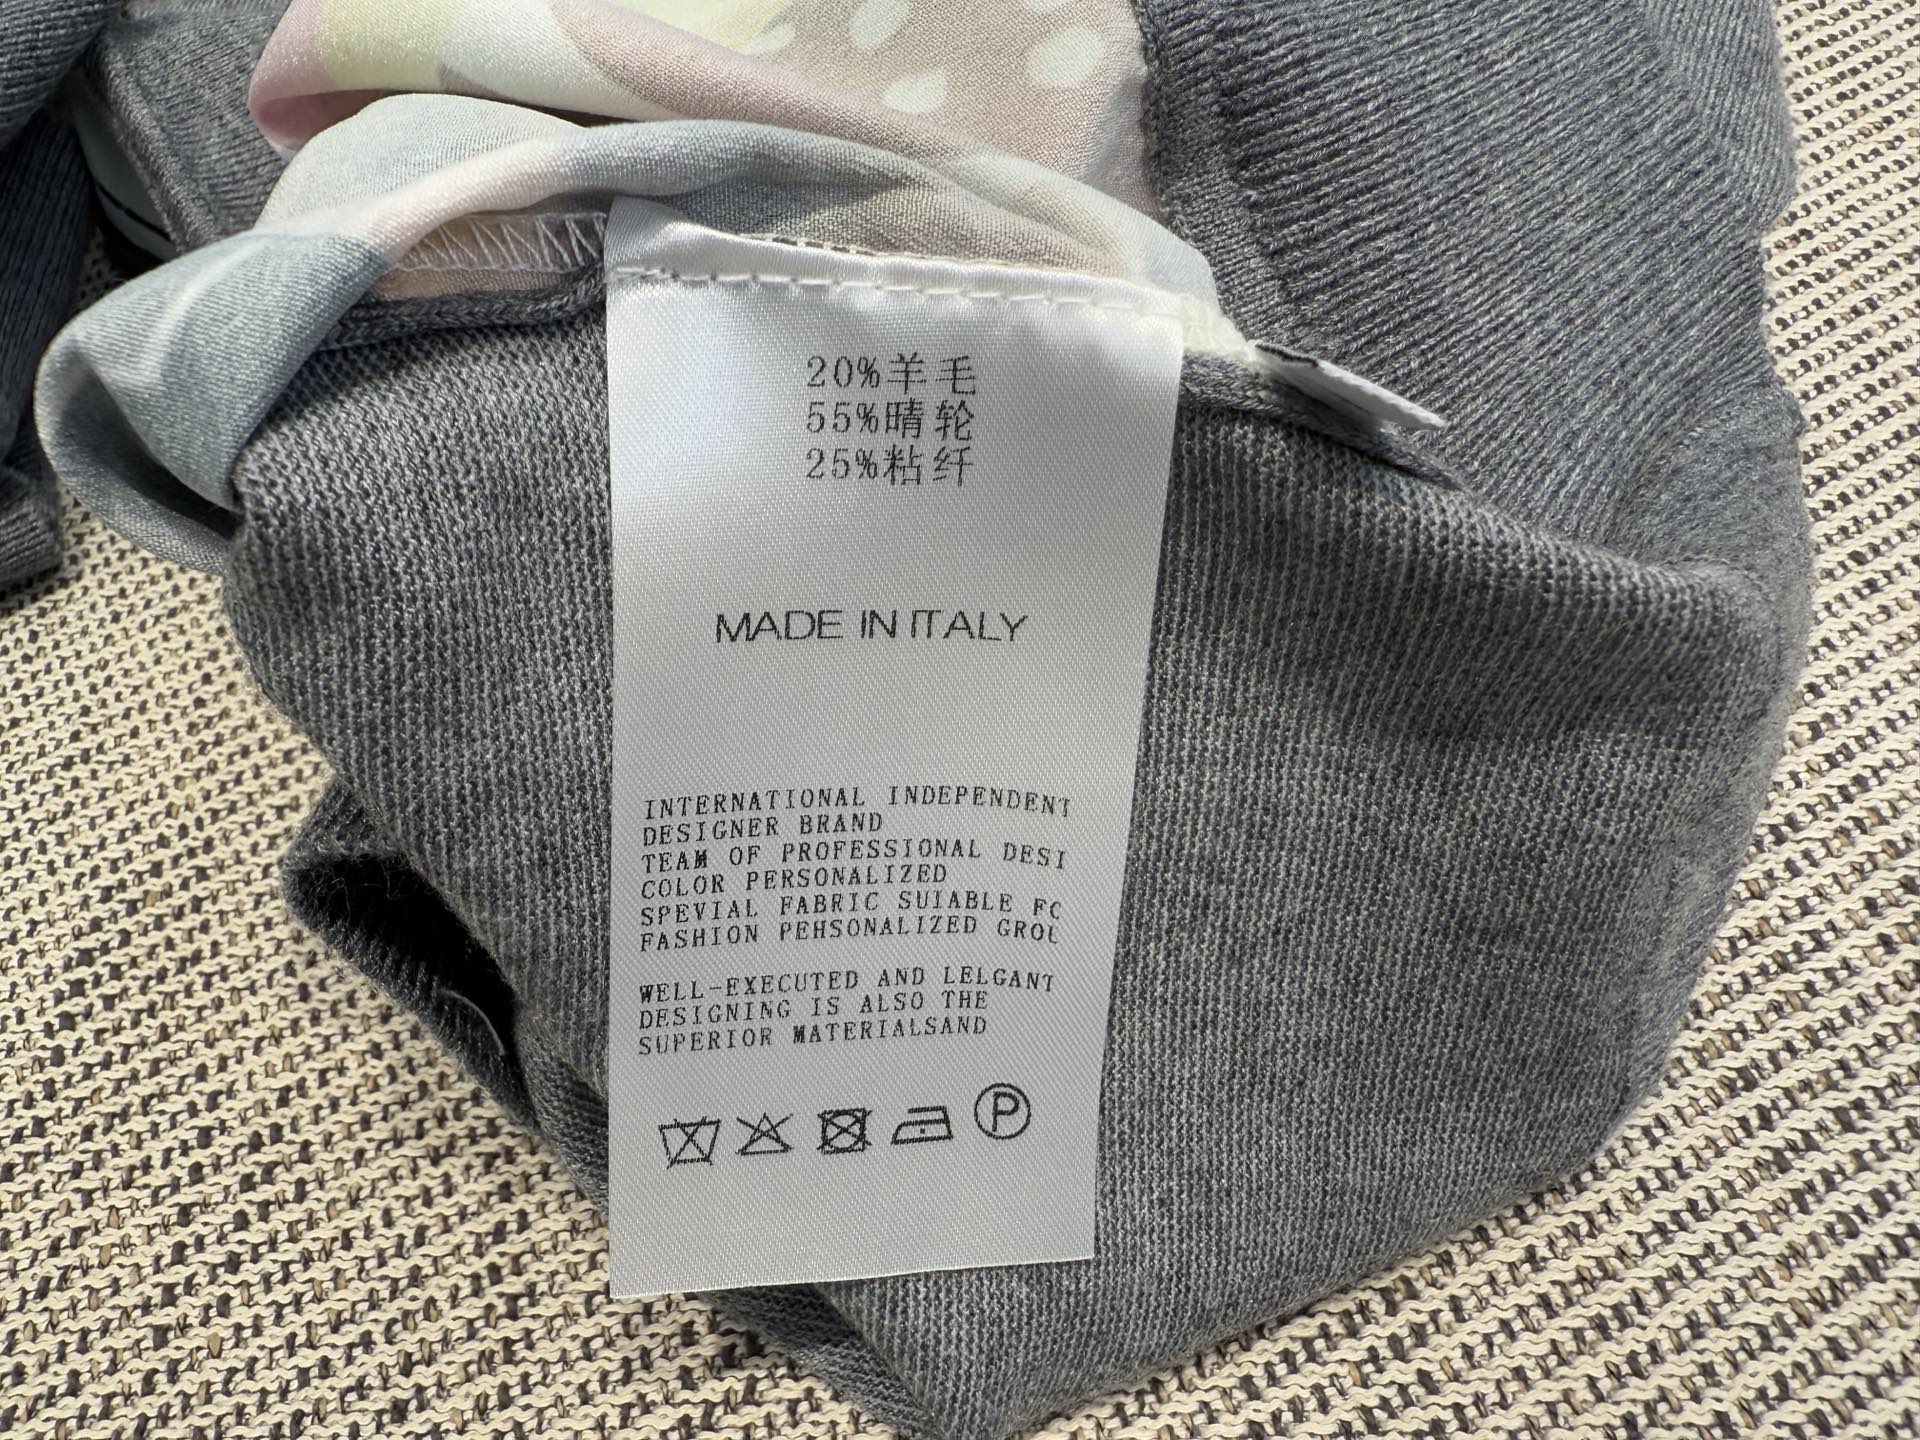 20%羊毛
55%晴轮
25%粘纤
MADE IN ITALY
INTERNATIONAL INDEPENDENT
DESIGNER BRAND
TEAM OF PROFESSIONAL DESI
COLOR PERSONALIZED
SPEVIAL FABRIC SUIABLE FC
FASHION PEHSONALIZED GROU
WELL-EXECUTED AND LELGANT
DESIGNING IS ALSO THE
SUPERIOR MATERIALSAND
P